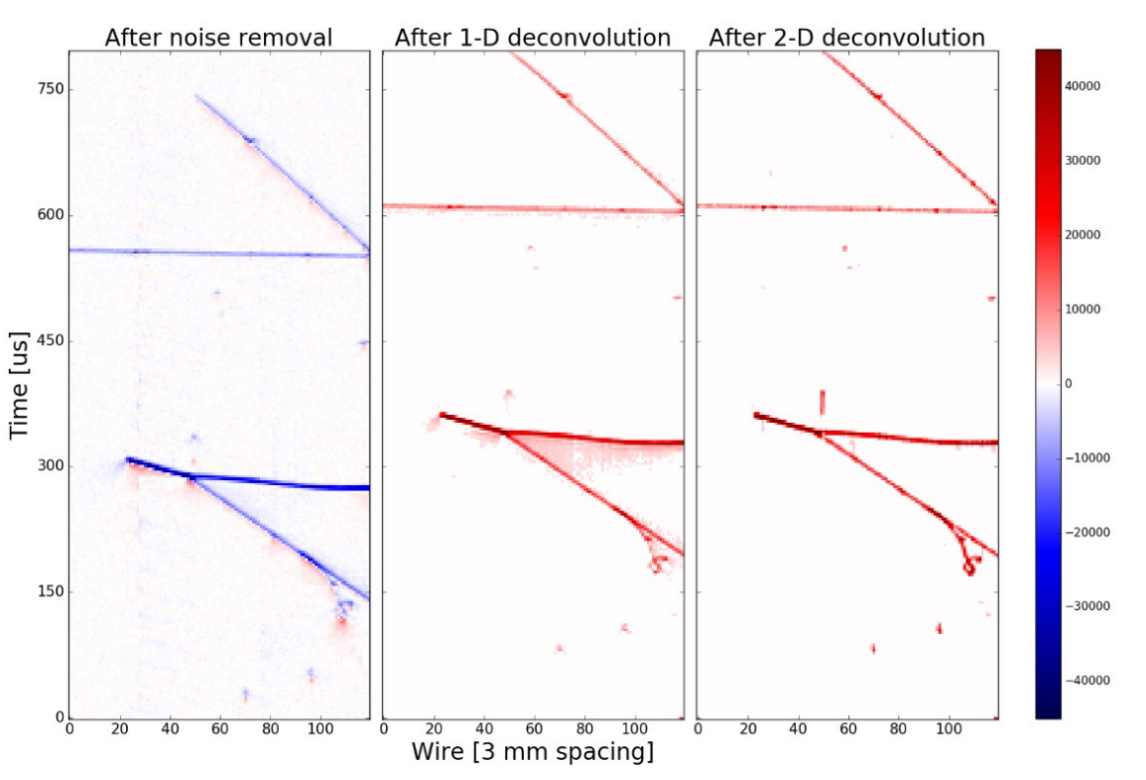 After noise removal
After 1-D deconvolution
After 2-D deconvolution
Time [us]
750
600
450
300
150
0
0 20 40 60 80 100
0 20 40 60 80 100
0 20 40 60 80 100
Wire [3 mm spacing]
40000
30000
20000
10000
0
−10000
−20000
−30000
−40000